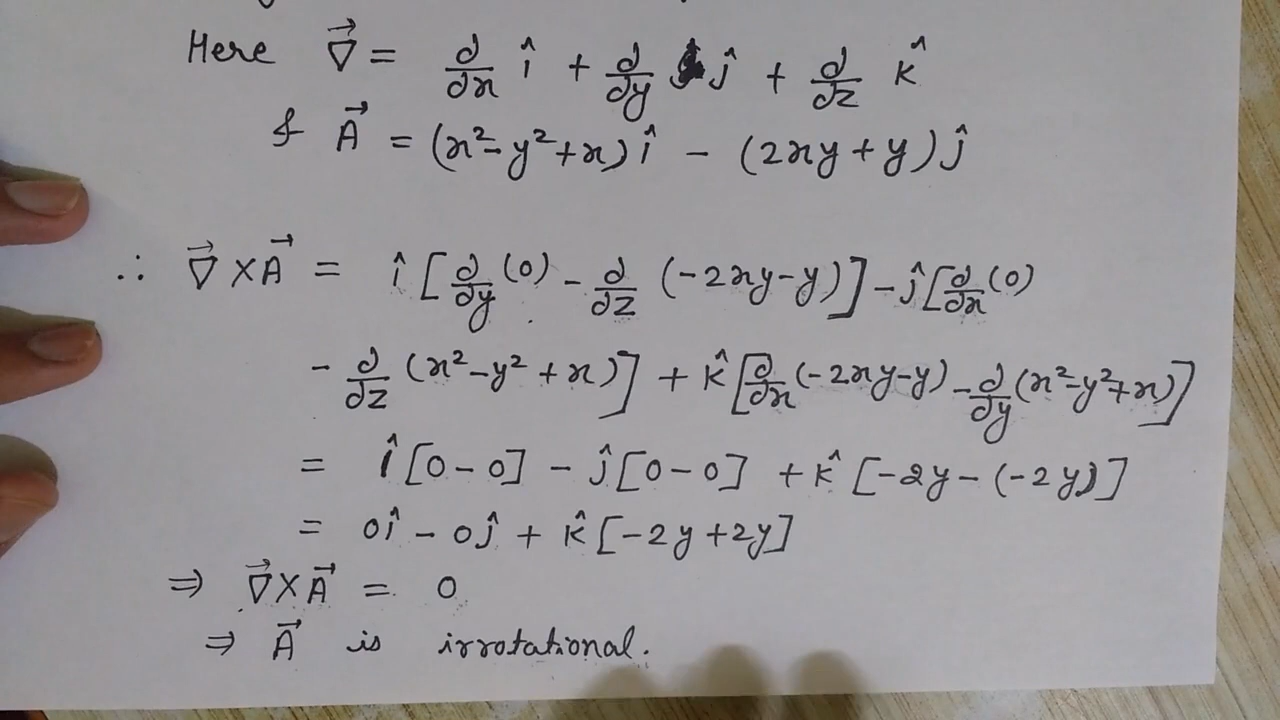 Here ∇⃗ = ∂/∂x î + ∂/∂y ĵ + ∂/∂z k̂
& A⃗ = (x²-y²+x) î - (2xy+y) ĵ
∴ ∇⃗ × A⃗ = î [∂/∂y (0) - ∂/∂z (-2xy-y)] - ĵ [∂/∂x (0)
- ∂/∂z (x²-y²+x)] + k̂ [∂/∂x (-2xy-y) - ∂/∂y (x²-y²+x)]
= î [0-0] - ĵ [0-0] + k̂ [-2y-(-2y)]
= 0î - 0ĵ + k̂ [-2y+2y]
⇒ ∇⃗ × A⃗ = 0
⇒ A⃗ is irrotational.